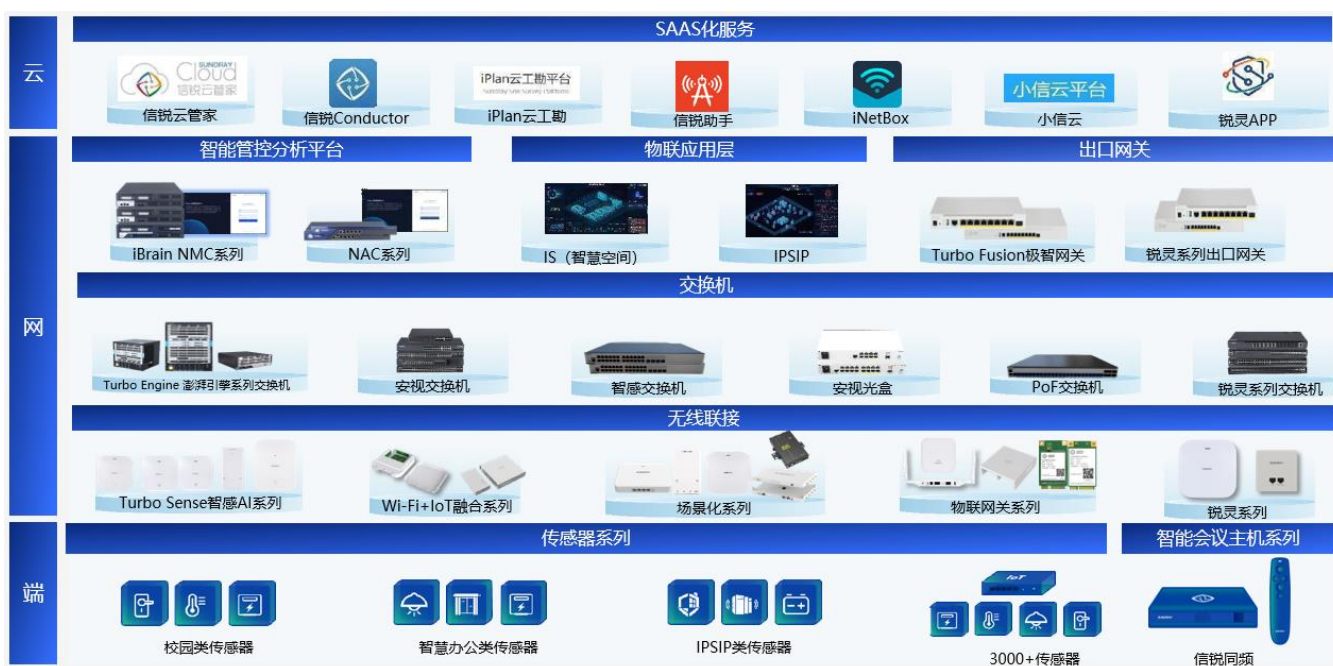 云
SAAS化服务
SUNDRAY
Cloud
信锐云管家
iPlan云工勘平台
Sundray Site Survey Platform
小信云平台
信锐云管家
信锐Conductor
iPlan云工勘
信锐助手
iNetBox
小信云
锐灵APP
网
智能管控分析平台
物联应用层
出口网关
iBrain NMC系列
NAC系列
IS（智慧空间）
IPSIP
Turbo Fusion极智网关
锐灵系列出口网关
交换机
Turbo Engine 澎湃引擎系列交换机
安视交换机
智感交换机
安视光盒
PoF交换机
锐灵系列交换机
无线联接
Turbo Sense智感AI系列
Wi-Fi+IoT融合系列
场景化系列
物联网关系列
锐灵系列
端
传感器系列
智能会议主机系列
IoT
校园类传感器
智慧办公类传感器
IPSIP类传感器
3000+传感器
信锐同频